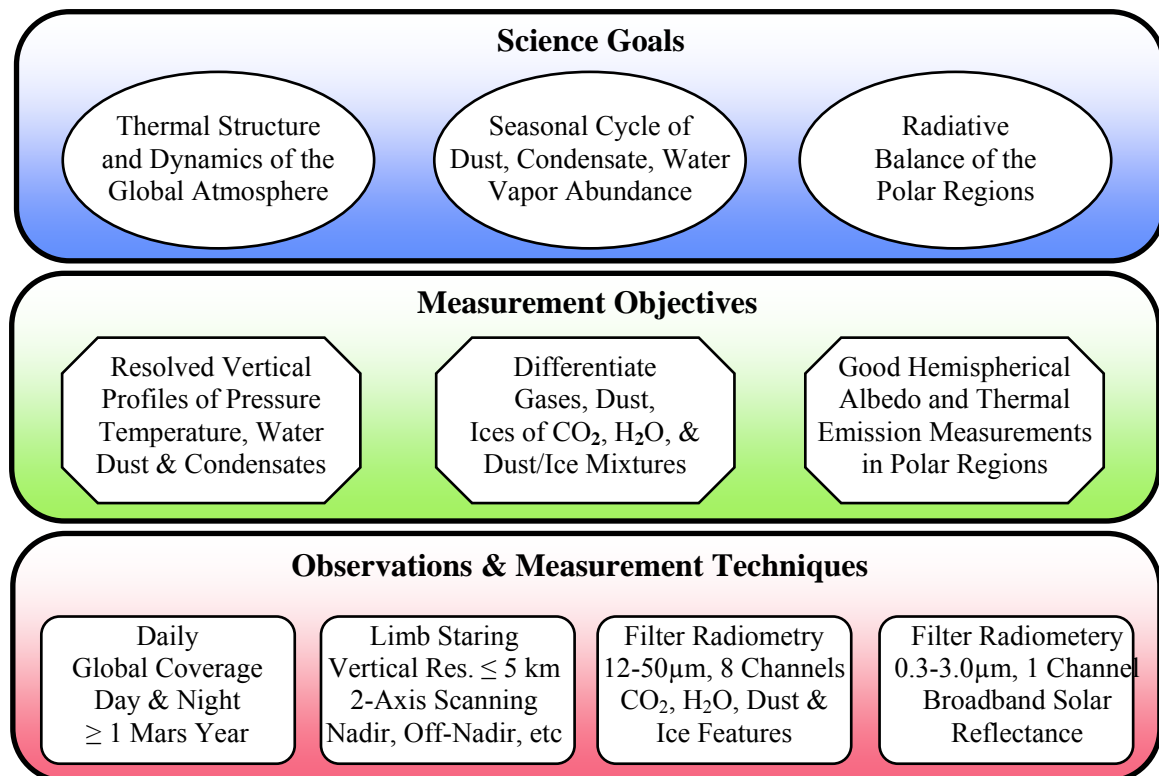 Science Goals
Thermal Structure
and Dynamics of the
Global Atmosphere
Seasonal Cycle of
Dust, Condensate, Water
Vapor Abundance
Radiative
Balance of the
Polar Regions
Measurement Objectives
Resolved Vertical
Profiles of Pressure
Temperature, Water
Dust & Condensates
Differentiate
Gases, Dust,
Ices of CO₂, H₂O, &
Dust/Ice Mixtures
Good Hemispherical
Albedo and Thermal
Emission Measurements
in Polar Regions
Observations & Measurement Techniques
Daily
Global Coverage
Day & Night
≥ 1 Mars Year
Limb Staring
Vertical Res. ≤ 5 km
2-Axis Scanning
Nadir, Off-Nadir, etc
Filter Radiometry
12-50µm, 8 Channels
CO₂, H₂O, Dust &
Ice Features
Filter Radiometery
0.3-3.0µm, 1 Channel
Broadband Solar
Reflectance